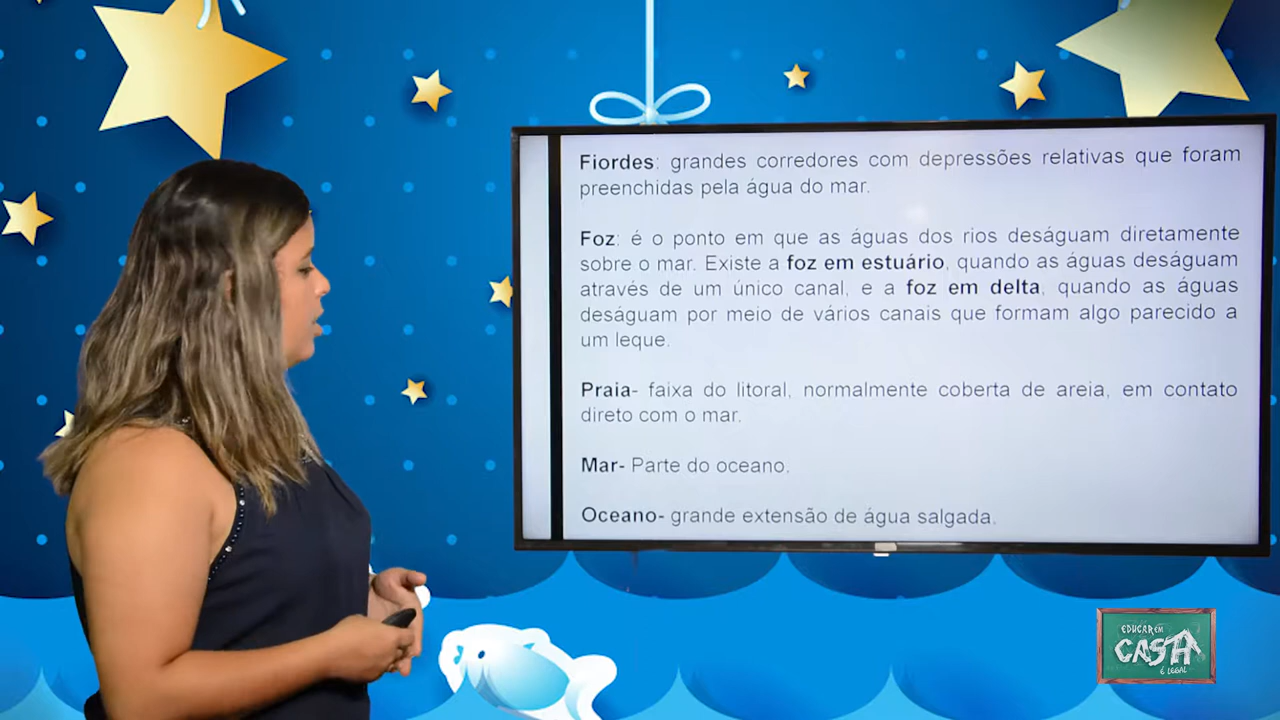 Fiordes: grandes corredores com depressões relativas que foram
preenchidas pela água do mar.
Foz: é o ponto em que as águas dos rios deságuam diretamente
sobre o mar. Existe a foz em estuário, quando as águas deságuam
através de um único canal, e a foz em delta, quando as águas
deságuam por meio de vários canais que formam algo parecido a
um leque.
Praia- faixa do litoral, normalmente coberta de areia, em contato
direto com o mar.
Mar- Parte do oceano.
Oceano- grande extensão de água salgada.
EDUCAR EM
CASA
É LEGAL